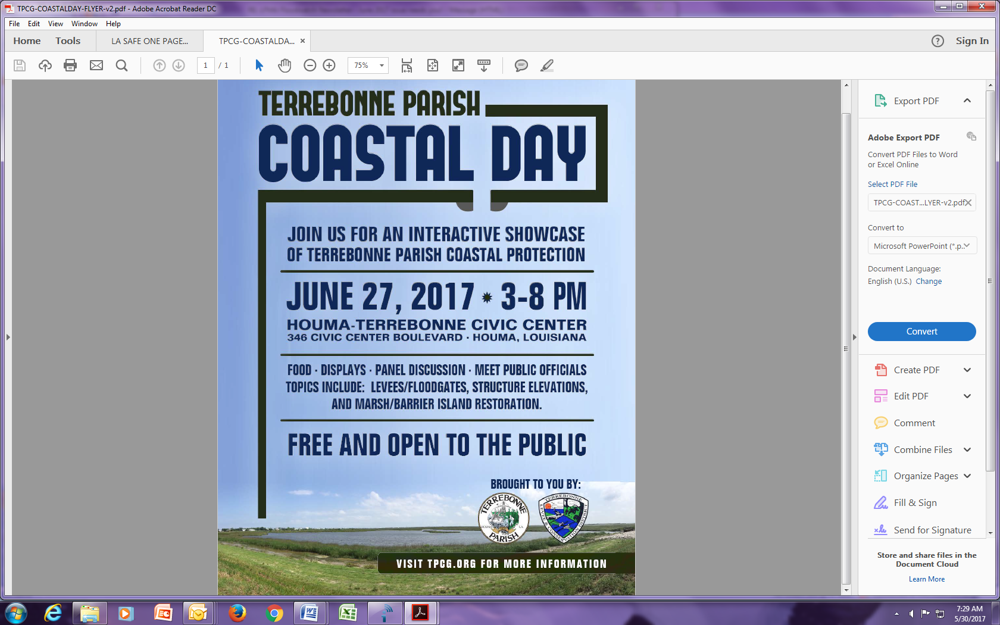 TPCG-COASTALDAY-FLYER-v2.pdf - Adobe Acrobat Reader DC
File Edit View Window Help
Home Tools LA SAFE ONE PAGE... TPCG-COASTALDA... × ? Sign In
1 / 1 75%
TERREBONNE PARISH
COASTAL DAY
JOIN US FOR AN INTERACTIVE SHOWCASE
OF TERREBONNE PARISH COASTAL PROTECTION
JUNE 27, 2017 * 3-8 PM
HOUMA-TERREBONNE CIVIC CENTER
346 CIVIC CENTER BOULEVARD · HOUMA, LOUISIANA
FOOD · DISPLAYS · PANEL DISCUSSION · MEET PUBLIC OFFICIALS
TOPICS INCLUDE: LEVEES/FLOODGATES, STRUCTURE ELEVATIONS,
AND MARSH/BARRIER ISLAND RESTORATION.
FREE AND OPEN TO THE PUBLIC
BROUGHT TO YOU BY:
TERREBONNE
HOUMA LA.
PARISH
TERREBONNE
LEVEE & CONSERVATION DISTRICT
VISIT TPCG.ORG FOR MORE INFORMATION
Export PDF
Adobe Export PDF
Convert PDF Files to Word
or Excel Online
Select PDF File
TPCG-COAST...LYER-v2.pdf ×
Convert to
Microsoft PowerPoint (*.p..
Document Language:
English (U.S.) Change
Convert
Create PDF
Edit PDF
Comment
Combine Files
Organize Pages
Fill & Sign
Send for Signature
Store and share files in the
Document Cloud
Learn More
7:29 AM
5/30/2017